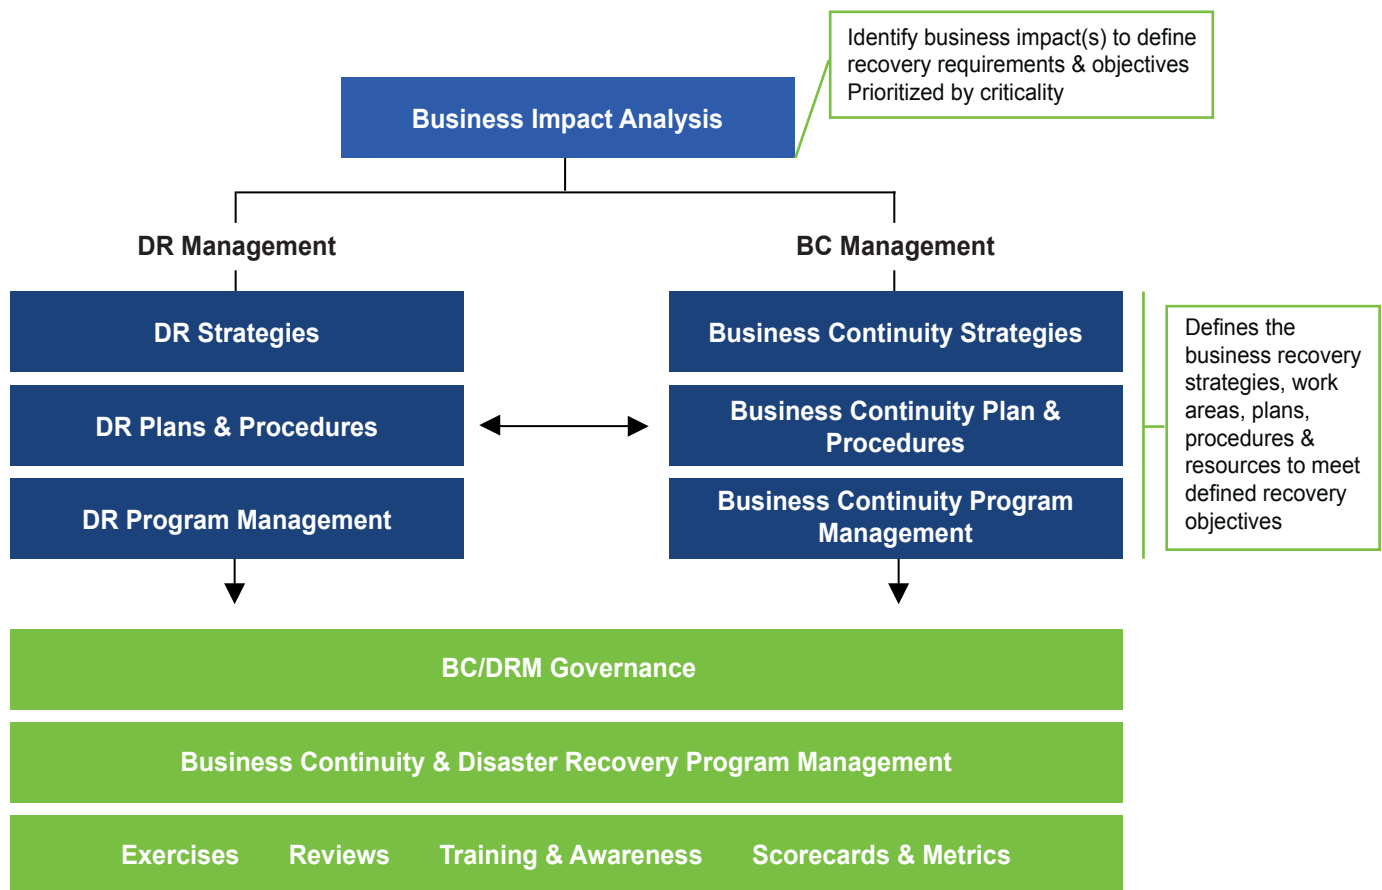 Identify business impact(s) to define
recovery requirements & objectives
Prioritized by criticality
Business Impact Analysis
DR Management
BC Management
DR Strategies
Business Continuity Strategies
DR Plans & Procedures
Business Continuity Plan &
Procedures
DR Program Management
Business Continuity Program
Management
Defines the
business recovery
strategies, work
areas, plans,
procedures &
resources to meet
defined recovery
objectives
BC/DRM Governance
Business Continuity & Disaster Recovery Program Management
Exercises Reviews Training & Awareness Scorecards & Metrics